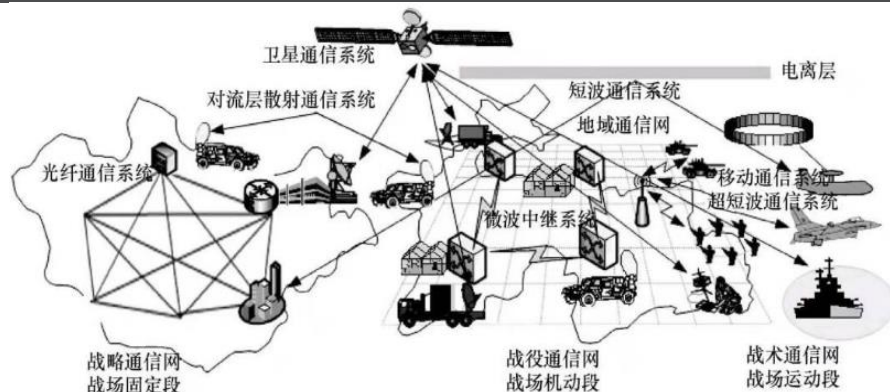 卫星通信系统
电离层
短波通信系统
对流层散射通信系统
地域通信网
光纤通信系统
移动通信系统
超短波通信系统
微波中继系统
战略通信网
战场固定段
战役通信网
战场机动段
战术通信网
战场运动段